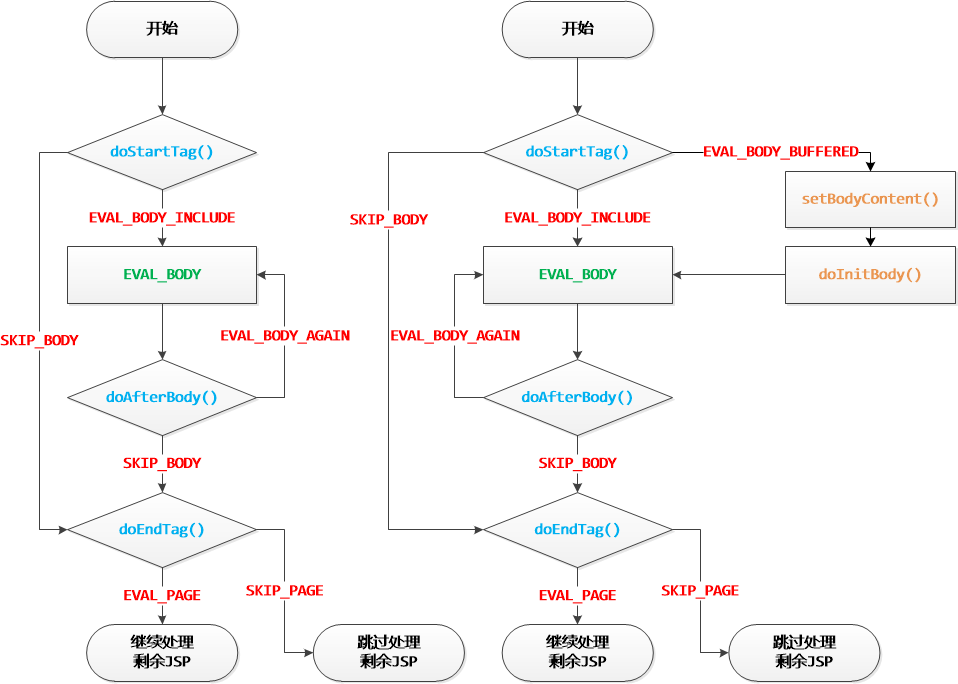 开始
doStartTag()
EVAL_BODY_INCLUDE
EVAL_BODY
EVAL_BODY_AGAIN
SKIP_BODY
doAfterBody()
SKIP_BODY
doEndTag()
EVAL_PAGE
SKIP_PAGE
继续处理
剩余JSP
跳过处理
剩余JSP
开始
doStartTag()
EVAL_BODY_BUFFERED
setBodyContent()
SKIP_BODY
EVAL_BODY_INCLUDE
EVAL_BODY
doInitBody()
EVAL_BODY_AGAIN
doAfterBody()
SKIP_BODY
doEndTag()
EVAL_PAGE
SKIP_PAGE
继续处理
剩余JSP
跳过处理
剩余JSP